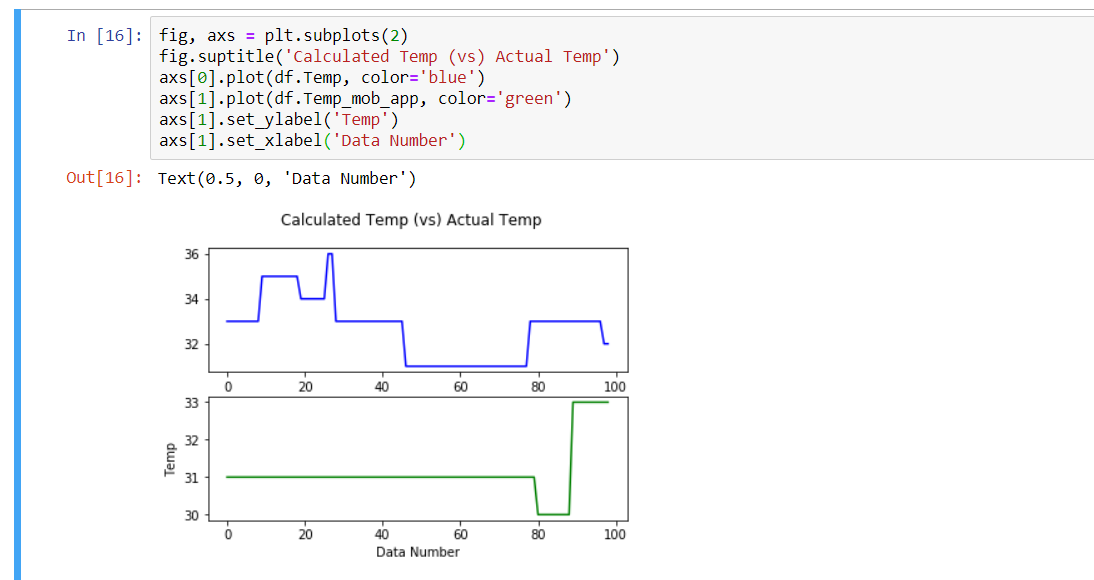 In [16]: fig, axs = plt.subplots(2)
fig.suptitle('Calculated Temp (vs) Actual Temp')
axs[0].plot(df.Temp, color='blue')
axs[1].plot(df.Temp_mob_app, color='green')
axs[1].set_ylabel('Temp')
axs[1].set_xlabel('Data Number')
Out[16]: Text(0.5, 0, 'Data Number')
Calculated Temp (vs) Actual Temp
36
34
32
0 20 40 60 80 100
33
32
31
30
Temp
0 20 40 60 80 100
Data Number